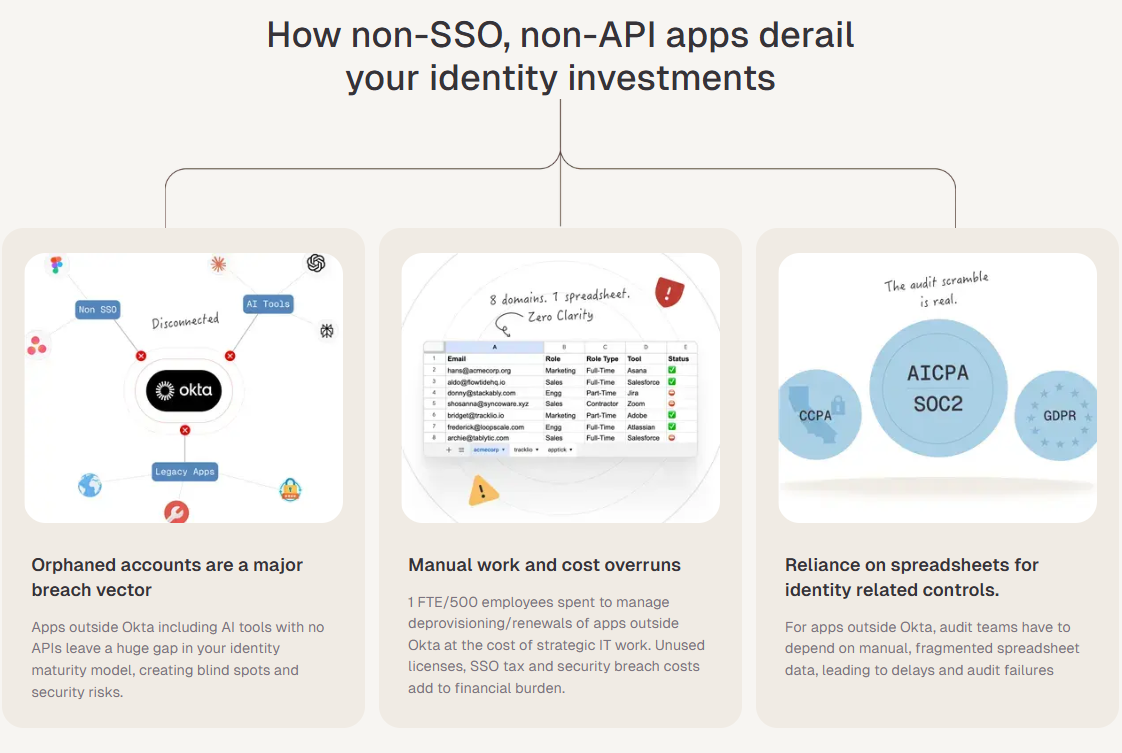 How non-SSO, non-API apps derail
your identity investments
Non SSO
AI Tools
Disconnected
okta
Legacy Apps
Orphaned accounts are a major
breach vector
Apps outside Okta including AI tools with no
APIs leave a huge gap in your identity
maturity model, creating blind spots and
security risks.
8 domains. 1 spreadsheet.
Zero Clarity
A B C D E
1 Email Role Role Type Tool Status
2 hans@acmecorp.org Marketing Full-Time Asana
3 aldo@flowtidehq.io Sales Full-Time Salesforce
4 donny@stackably.com Engg Part-Time Jira
5 shosanna@syncoware.xyz Sales Contractor Zoom
6 bridget@tracklio.io Marketing Part-Time Adobe
7 frederick@loopscale.com Engg Full-Time Atlassian
8 archie@tablytic.com Sales Full-Time Salesforce
acmecorp tracklio apptick
Manual work and cost overruns
1 FTE/500 employees spent to manage
deprovisioning/renewals of apps outside
Okta at the cost of strategic IT work. Unused
licenses, SSO tax and security breach costs
add to financial burden.
The audit scramble
is real.
CCPA
AICPA
SOC2
GDPR
Reliance on spreadsheets for
identity related controls.
For apps outside Okta, audit teams have to
depend on manual, fragmented spreadsheet
data, leading to delays and audit failures